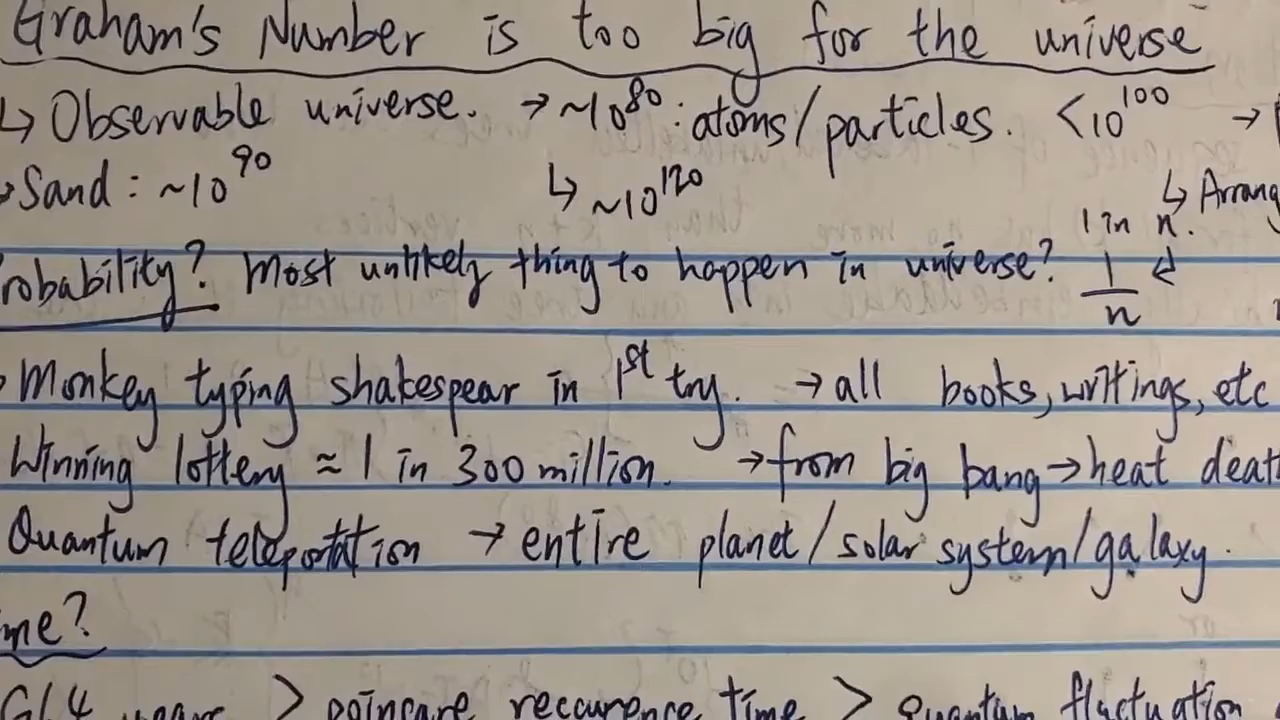 Graham's Number is too big for the universe
↳ Observable universe. → ~10^80 : atoms/particles. <10^100 →
Sand : ~10^90 ↳ ~10^120 ↳ Arrang
1 in n.
robability? Most unlikely thing to happen in universe? 1/n
Monkey typing shakespear in 1st try. → all books, writings, etc
Winning lottery ≈ 1 in 300 million. → from big bang → heat deat
Quantum teleportation → entire planet/solar system/galaxy.
me?
> poincare recurence time > Quantum fluctuation